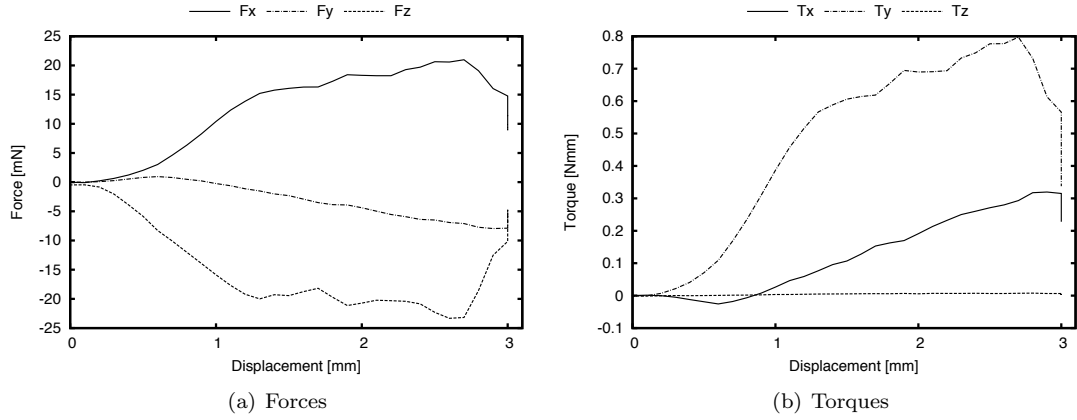 Fx Fy Fz
25
20
15
10
5
0
-5
-10
-15
-20
-25
Force [mN]
0 1 2 3
Displacement [mm]
(a) Forces
Tx Ty Tz
0.8
0.7
0.6
0.5
0.4
0.3
0.2
0.1
0
-0.1
Torque [Nmm]
0 1 2 3
Displacement [mm]
(b) Torques